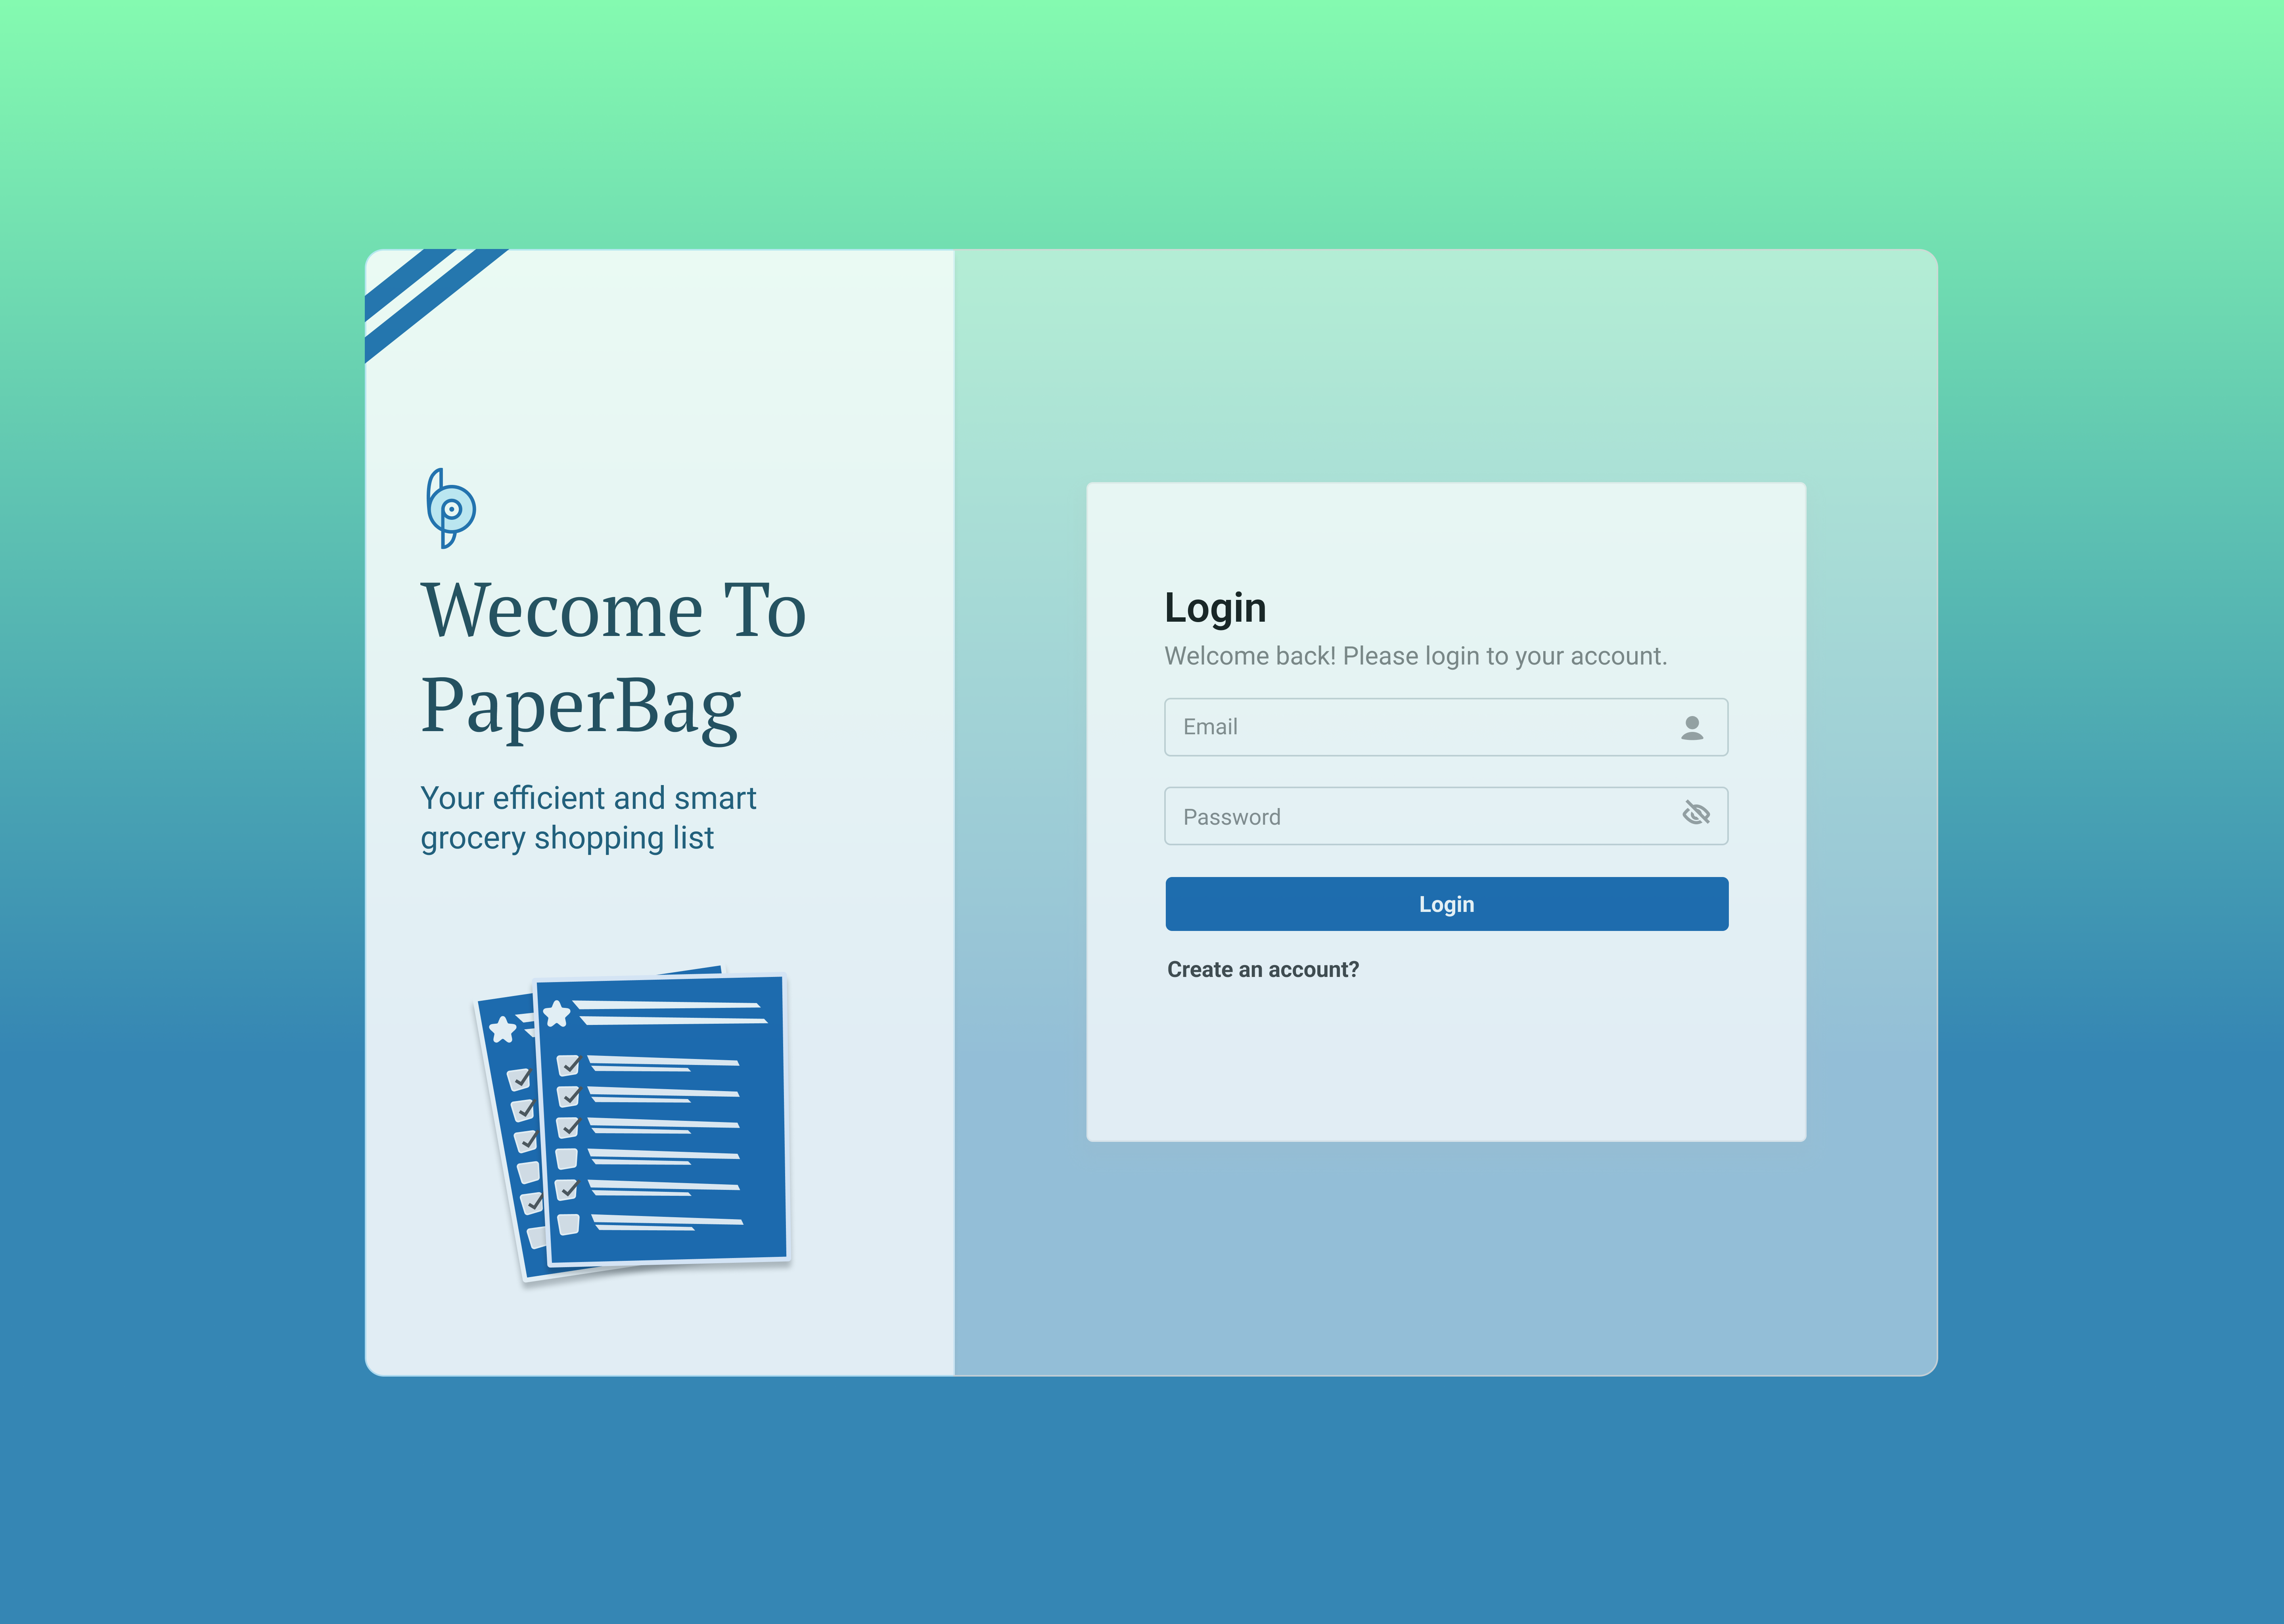 Wecome To
PaperBag
Your efficient and smart
grocery shopping list
Login
Welcome back! Please login to your account.
Email
Password
Login
Create an account?